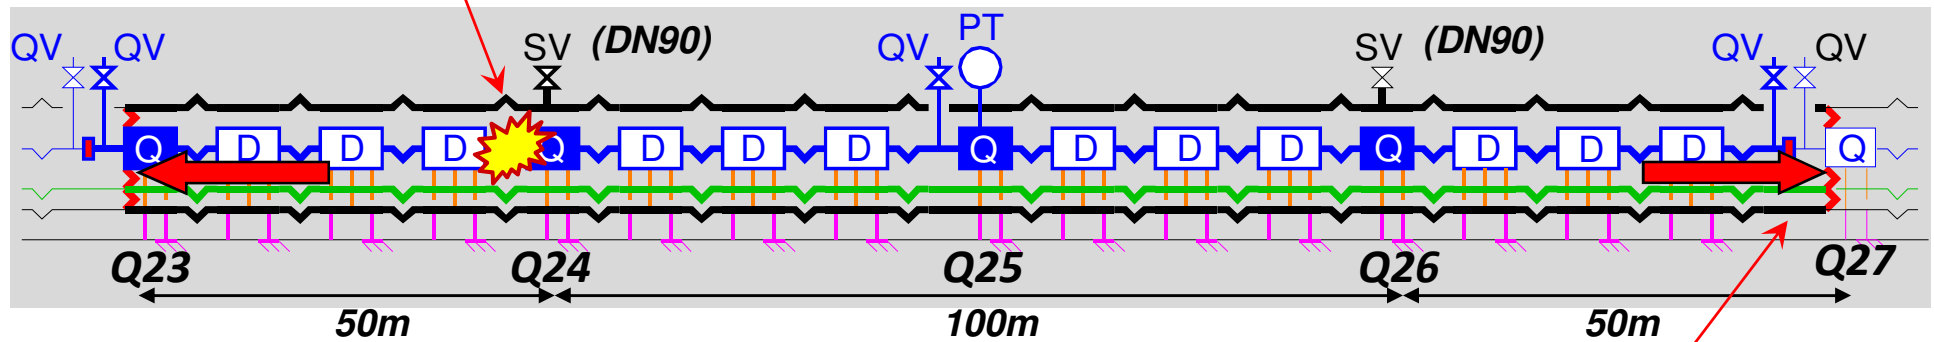 QV QV SV (DN90) QV PT SV (DN90) QV QV
Q D D D Q D D D Q D D D Q D D D Q
Q23 Q24 Q25 Q26 Q27
50m 100m 50m